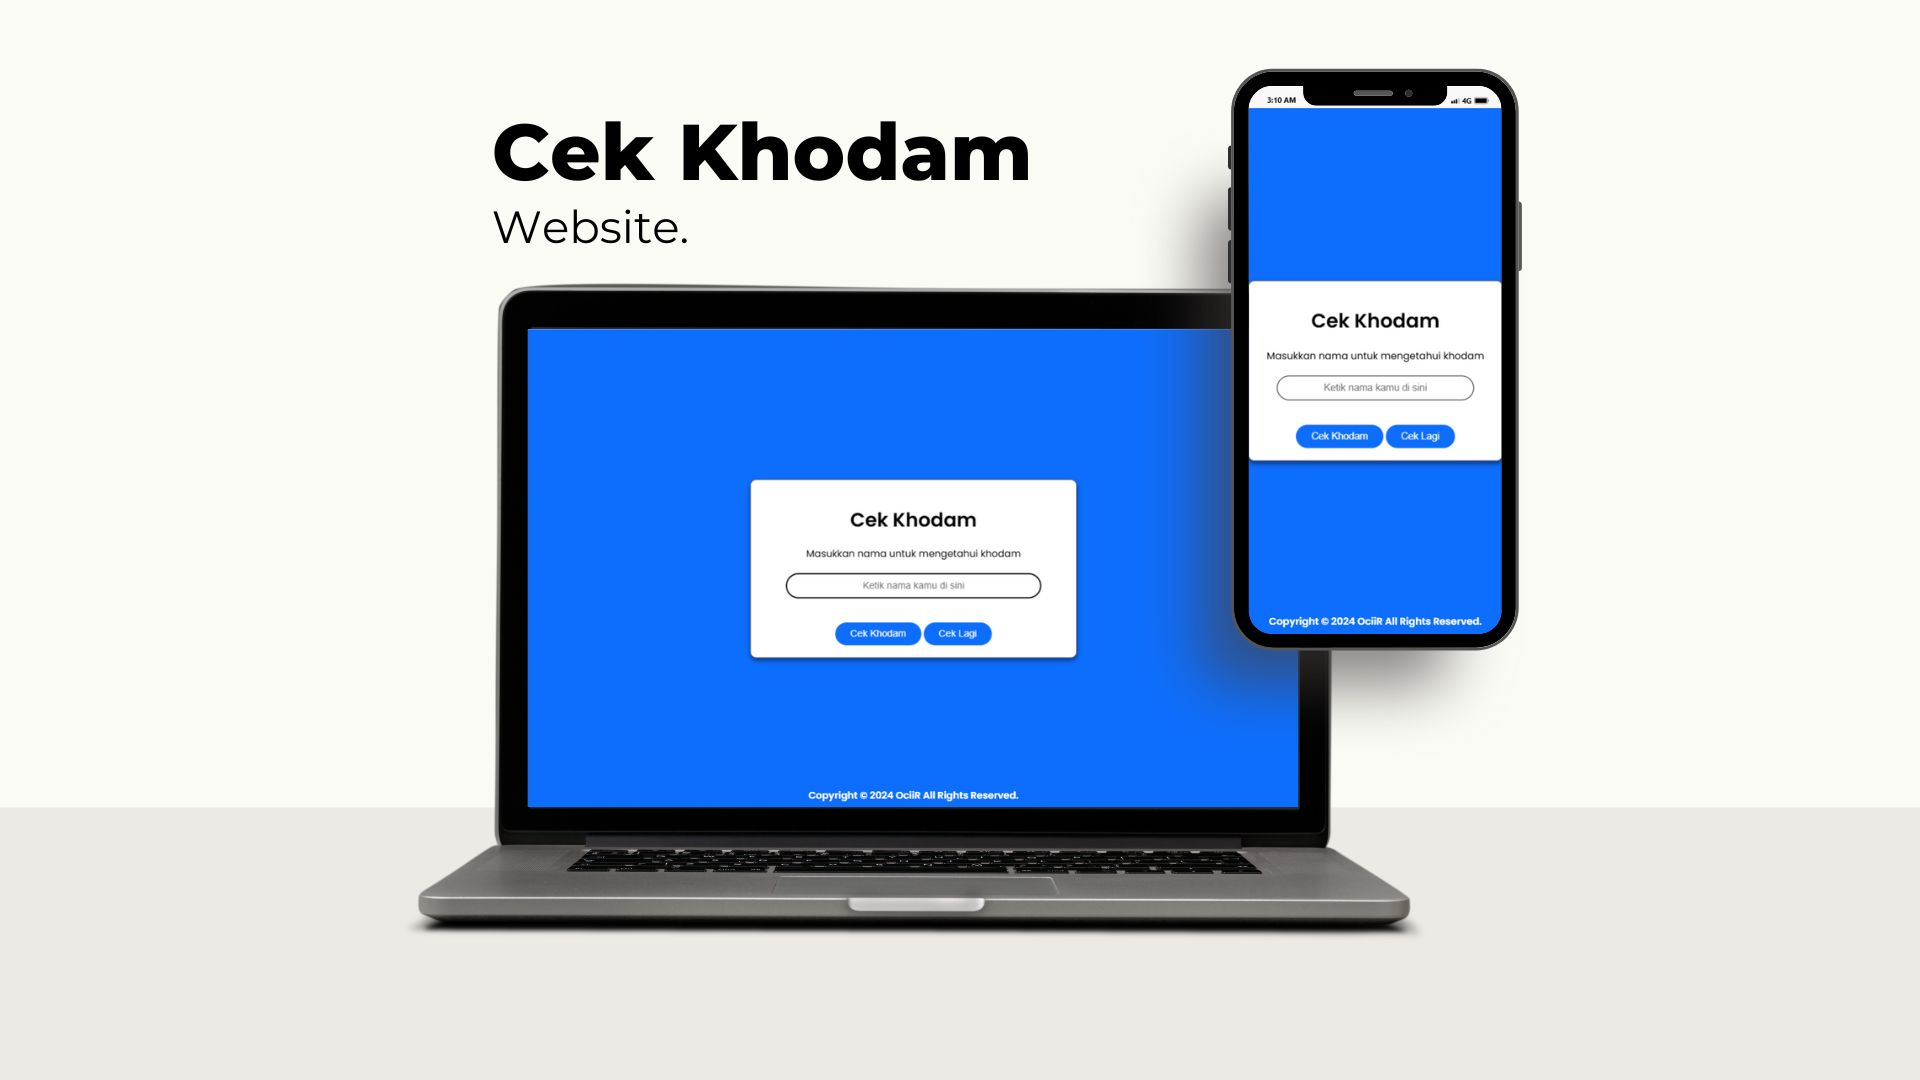 Cek Khodam
Website.
3:10 AM
4G
Cek Khodam
Masukkan nama untuk mengetahui khodam
Ketik nama kamu di sini
Cek Khodam
Cek Lagi
Copyright © 2024 OciiR All Rights Reserved.
Cek Khodam
Masukkan nama untuk mengetahui khodam
Ketik nama kamu di sini
Cek Khodam
Cek Lagi
Copyright © 2024 OciiR All Rights Reserved.